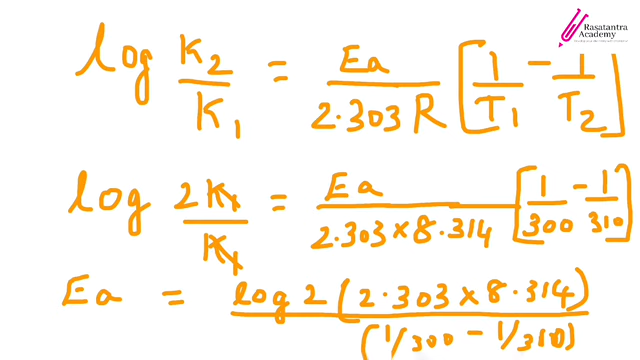 Rasatantra
Academy
log K2/K1 = Ea/2.303 R [1/T1 - 1/T2]
log 2K1/K1 = Ea/2.303 × 8.314 [1/300 - 1/310]
Ea = log 2 (2.303 × 8.314)/(1/300 - 1/310)